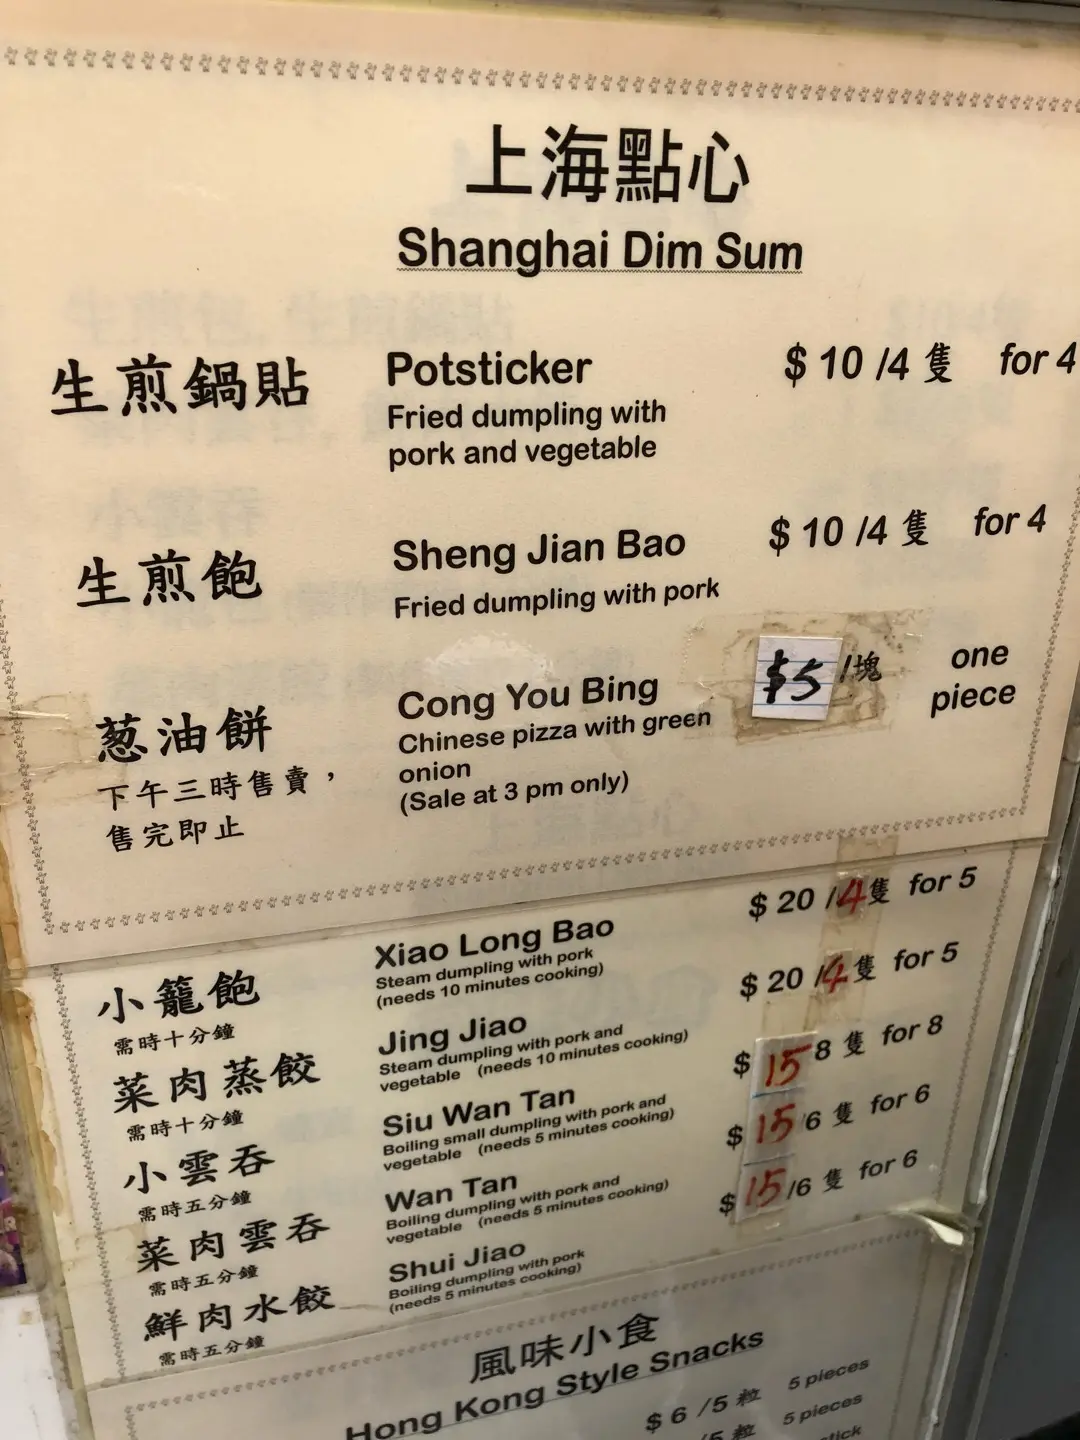 上海點心
Shanghai Dim Sum
生煎鍋貼 Potsticker $ 10 /4 隻 for 4
Fried dumpling with
pork and vegetable
生煎飽 Sheng Jian Bao $ 10 /4 隻 for 4
Fried dumpling with pork
葱油餅 Cong You Bing $5 /塊 one
piece
Chinese pizza with green
onion
(Sale at 3 pm only)
下午三時售賣，
售完即止
小籠飽 Xiao Long Bao $ 20 /4隻 for 5
Steam dumpling with pork
(needs 10 minutes cooking)
需時十分鐘
菜肉蒸餃 Jing Jiao $ 20 /4隻 for 5
Steam dumpling with pork and
vegetable (needs 10 minutes cooking)
需時十分鐘
小雲吞 Siu Wan Tan $ 15 8 隻 for 8
Boiling small dumpling with pork and
vegetable (needs 5 minutes cooking)
需時五分鐘
菜肉雲吞 Wan Tan $ 15 /6 隻 for 6
Boiling dumpling with pork and
vegetable (needs 5 minutes cooking)
需時五分鐘
鮮肉水餃 Shui Jiao $ 15 /6 隻 for 6
Boiling dumpling with pork
(needs 5 minutes cooking)
需時五分鐘
風味小食
Hong Kong Style Snacks
$ 6 /5 粒 5 pieces
/5 粒 5 pieces